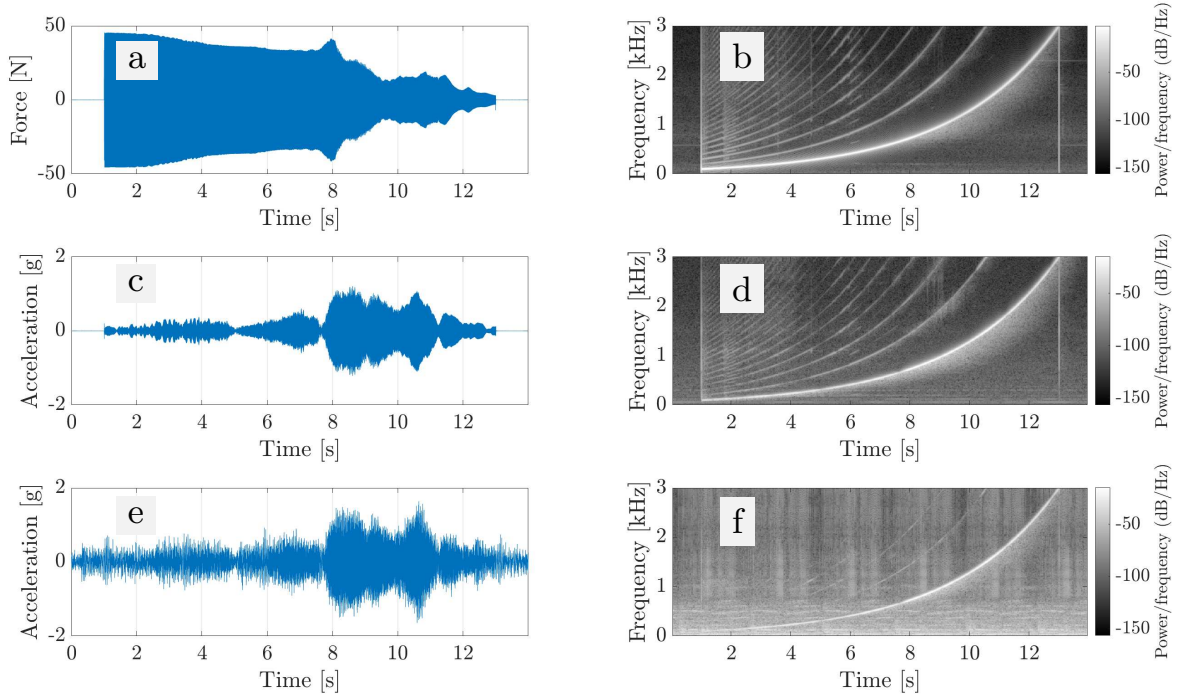 50
0
-50
Force [N]
a
0 2 4 6 8 10 12
Time [s]
3
2
1
0
Frequency [kHz]
b
2 4 6 8 10 12
Time [s]
-50
-100
-150
Power/frequency (dB/Hz)
2
0
-2
Acceleration [g]
c
0 2 4 6 8 10 12
Time [s]
3
2
1
0
Frequency [kHz]
d
2 4 6 8 10 12
Time [s]
-50
-100
-150
Power/frequency (dB/Hz)
2
0
-2
Acceleration [g]
e
0 2 4 6 8 10 12
Time [s]
3
2
1
0
Frequency [kHz]
f
2 4 6 8 10 12
Time [s]
-50
-100
-150
Power/frequency (dB/Hz)